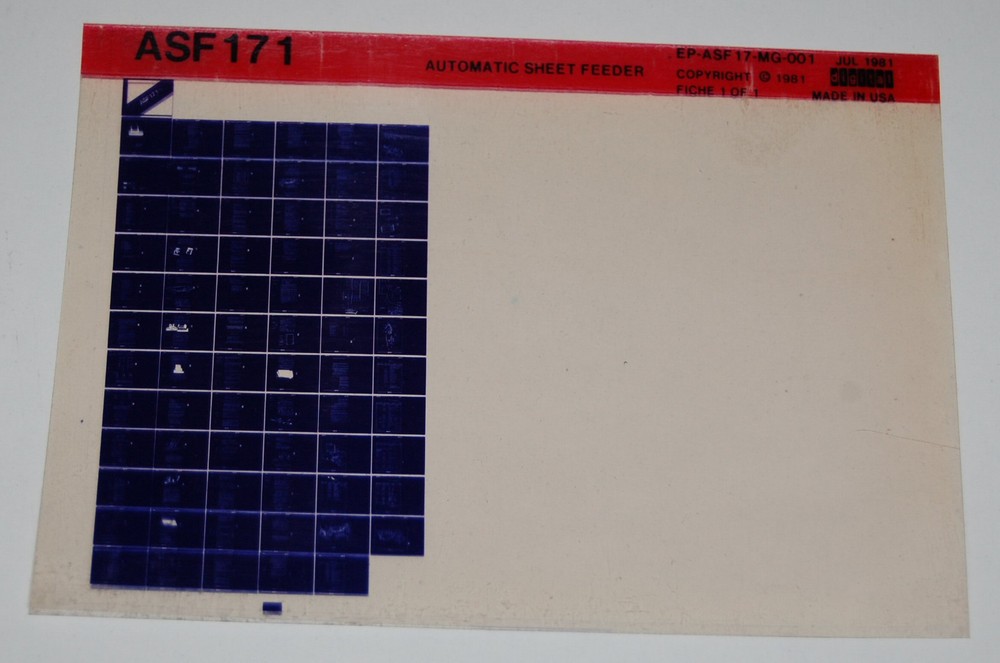 ASF171
AUTOMATIC SHEET FEEDER
EP-ASF17-MG-001 JUL 1981
COPYRIGHT © 1981 digital
FICHE 1 OF 1 MADE IN USA